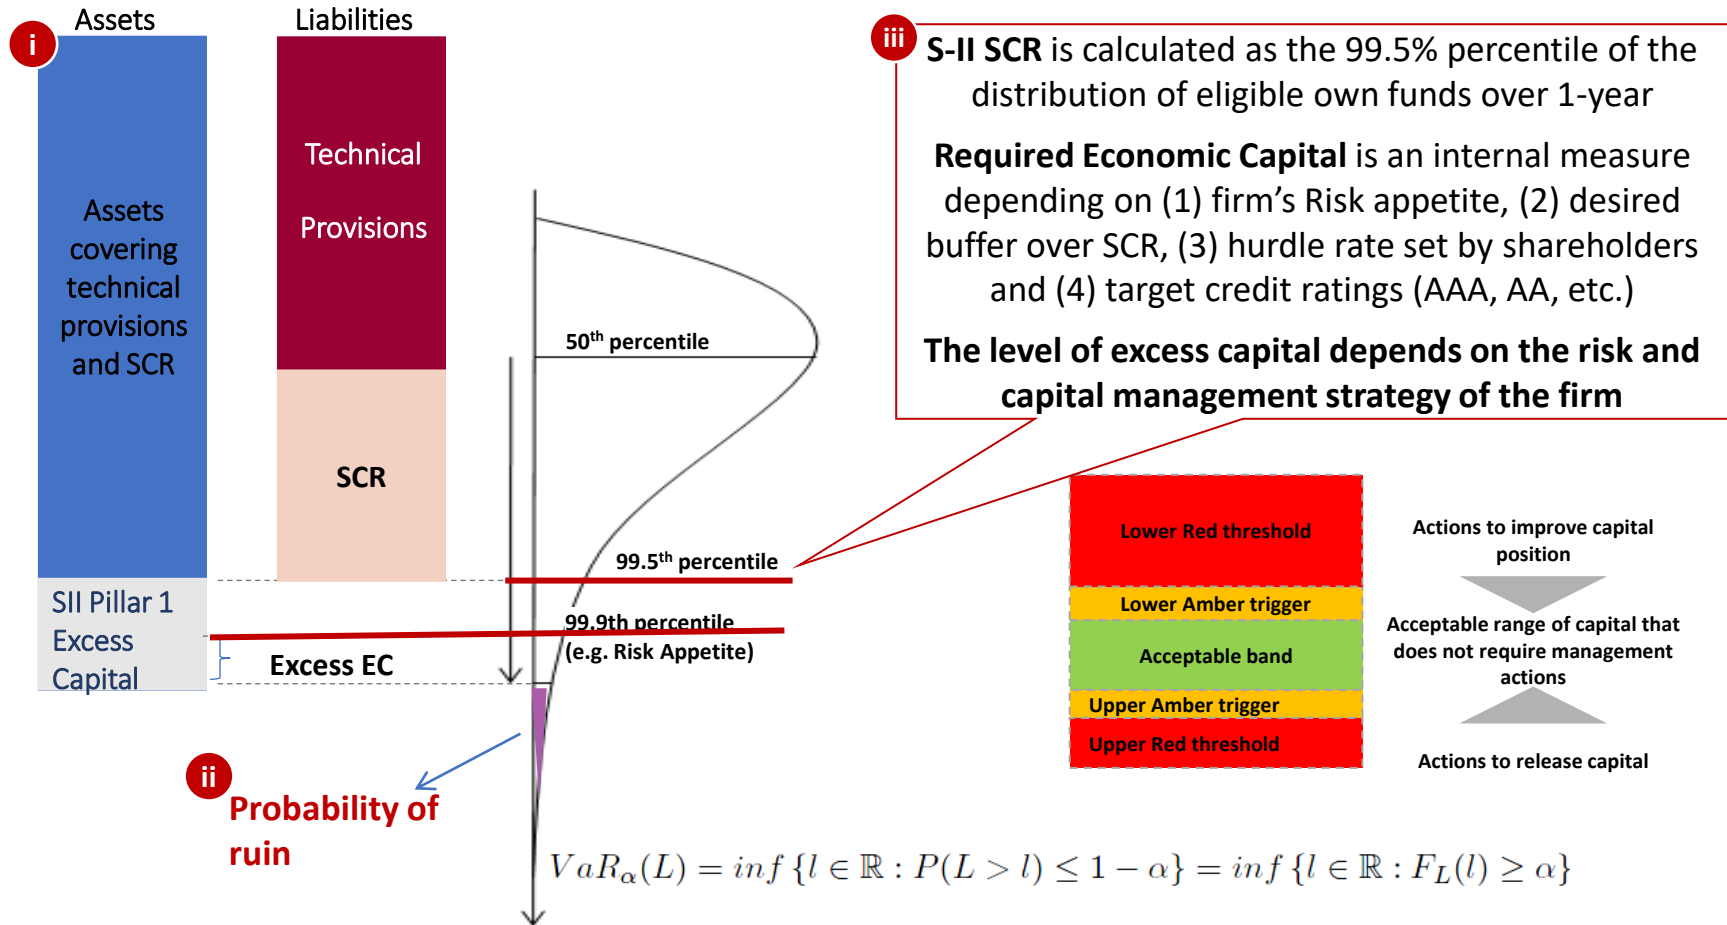 Assets
Liabilities
i
Assets
covering
technical
provisions
and SCR
Technical
Provisions
SCR
SII Pillar 1
Excess
Capital
Excess EC
50th percentile
99.5th percentile
99.9th percentile
(e.g. Risk Appetite)
ii
Probability of
ruin
iii
S-II SCR is calculated as the 99.5% percentile of the
distribution of eligible own funds over 1-year
Required Economic Capital is an internal measure
depending on (1) firm's Risk appetite, (2) desired
buffer over SCR, (3) hurdle rate set by shareholders
and (4) target credit ratings (AAA, AA, etc.)
The level of excess capital depends on the risk and
capital management strategy of the firm
Lower Red threshold
Lower Amber trigger
Acceptable band
Upper Amber trigger
Upper Red threshold
Actions to improve capital
position
Acceptable range of capital that
does not require management
actions
Actions to release capital
VaRα(L) = inf {l ∈ ℝ : P(L > l) ≤ 1 − α} = inf {l ∈ ℝ : FL(l) ≥ α}